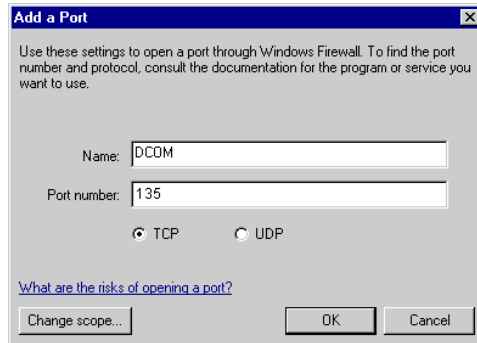 Add a Port
Use these settings to open a port through Windows Firewall. To find the port
number and protocol, consult the documentation for the program or service you
want to use.
Name: DCOM
Port number: 135
TCP UDP
What are the risks of opening a port?
Change scope... OK Cancel